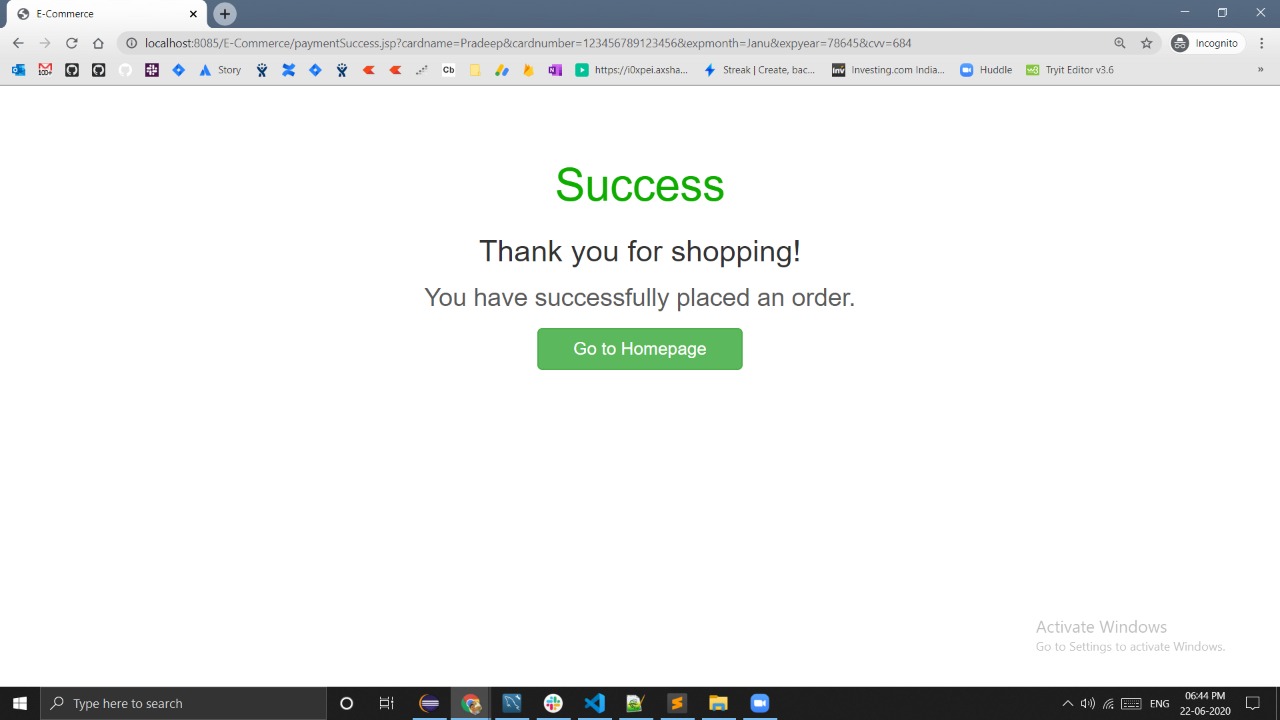 E-Commerce
localhost:8085/E-Commerce/paymentSuccess.jsp?cardname=Pradeep&cardnumber=123456789123456&expmonth=Janu&expyear=78645&cvv=684
Incognito
Story
Cb
https://i0xpei.axsha...
Streak | Create, bac...
Inv
Investing.com India...
Huddle
Tryit Editor v3.6
»
Success
Thank you for shopping!
You have successfully placed an order.
Go to Homepage
Activate Windows
Go to Settings to activate Windows.
Type here to search
ENG
06:44 PM
22-06-2020